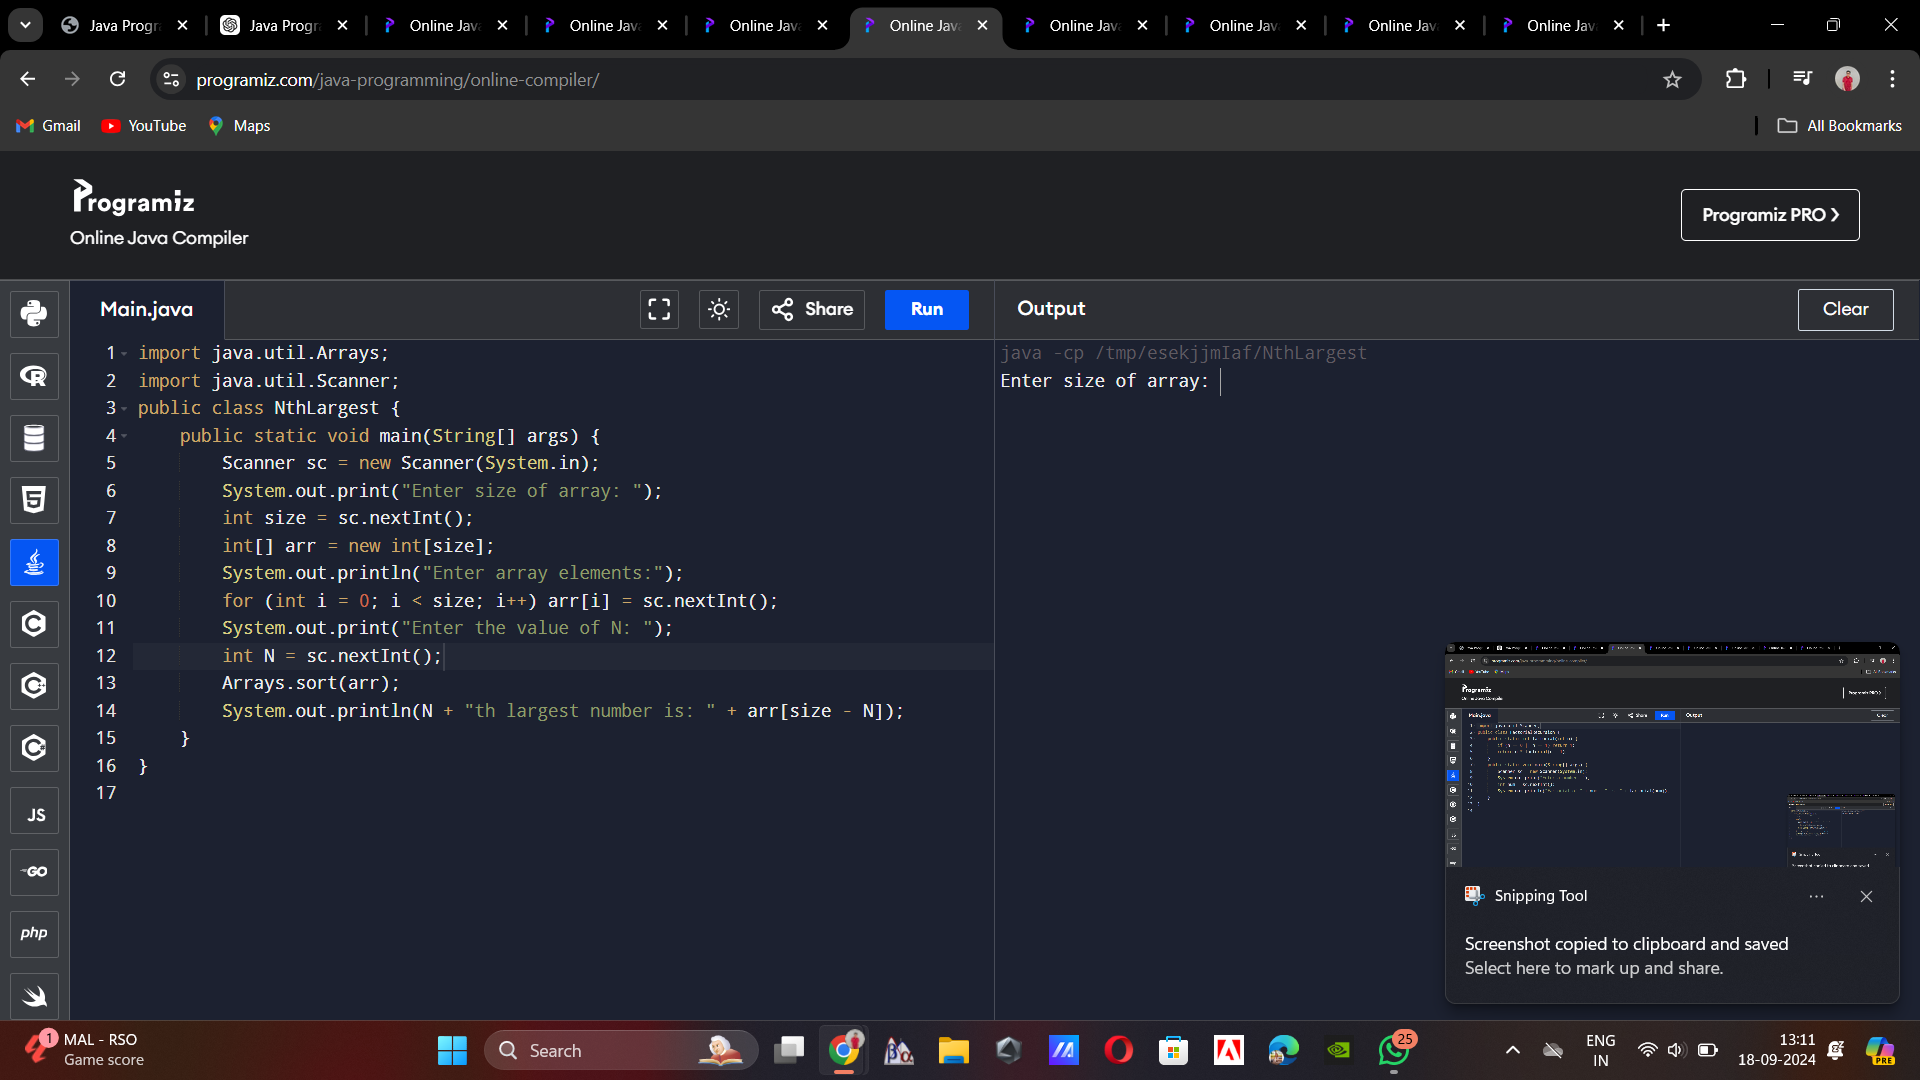 Java Progr
Java Progr
Online Jav
Online Jav
Online Jav
Online Jav
Online Jav
Online Jav
Online Jav
Online Jav
programiz.com/java-programming/online-compiler/
Gmail
YouTube
Maps
All Bookmarks
Programiz
Online Java Compiler
Programiz PRO ❯
Main.java
Share
Run
Output
Clear
1 import java.util.Arrays;
2 import java.util.Scanner;
3 public class NthLargest {
4     public static void main(String[] args) {
5         Scanner sc = new Scanner(System.in);
6         System.out.print("Enter size of array: ");
7         int size = sc.nextInt();
8         int[] arr = new int[size];
9         System.out.println("Enter array elements:");
10         for (int i = 0; i < size; i++) arr[i] = sc.nextInt();
11         System.out.print("Enter the value of N: ");
12         int N = sc.nextInt();
13         Arrays.sort(arr);
14         System.out.println(N + "th largest number is: " + arr[size - N]);
15     }
16 }
17
java -cp /tmp/esekjjmIaf/NthLargest
Enter size of array:
JS
GO
php
Snipping Tool
Screenshot copied to clipboard and saved
Select here to mark up and share.
1
MAL - RSO
Game score
Search
25
ENG
IN
13:11
18-09-2024
PRE